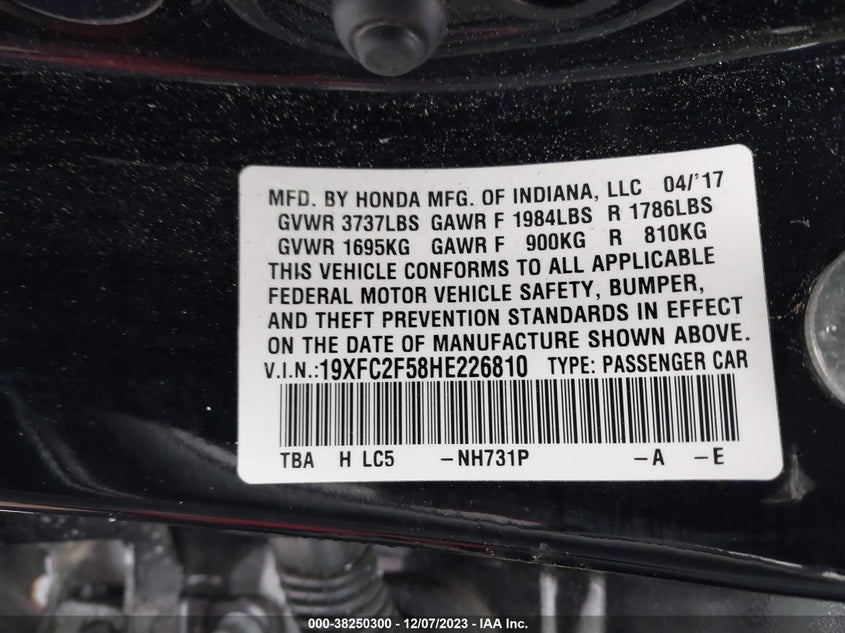 MFD. BY HONDA MFG. OF INDIANA, LLC 04/'17
GVWR 3737LBS GAWR F 1984LBS R 1786LBS
GVWR 1695KG GAWR F 900KG R 810KG
THIS VEHICLE CONFORMS TO ALL APPLICABLE
FEDERAL MOTOR VEHICLE SAFETY, BUMPER,
AND THEFT PREVENTION STANDARDS IN EFFECT
ON THE DATE OF MANUFACTURE SHOWN ABOVE.
V.I.N.:19XFC2F58HE226810 TYPE: PASSENGER CAR
TBA H LC5 -NH731P -A -E
000-38250300 - 12/07/2023 - IAA Inc.